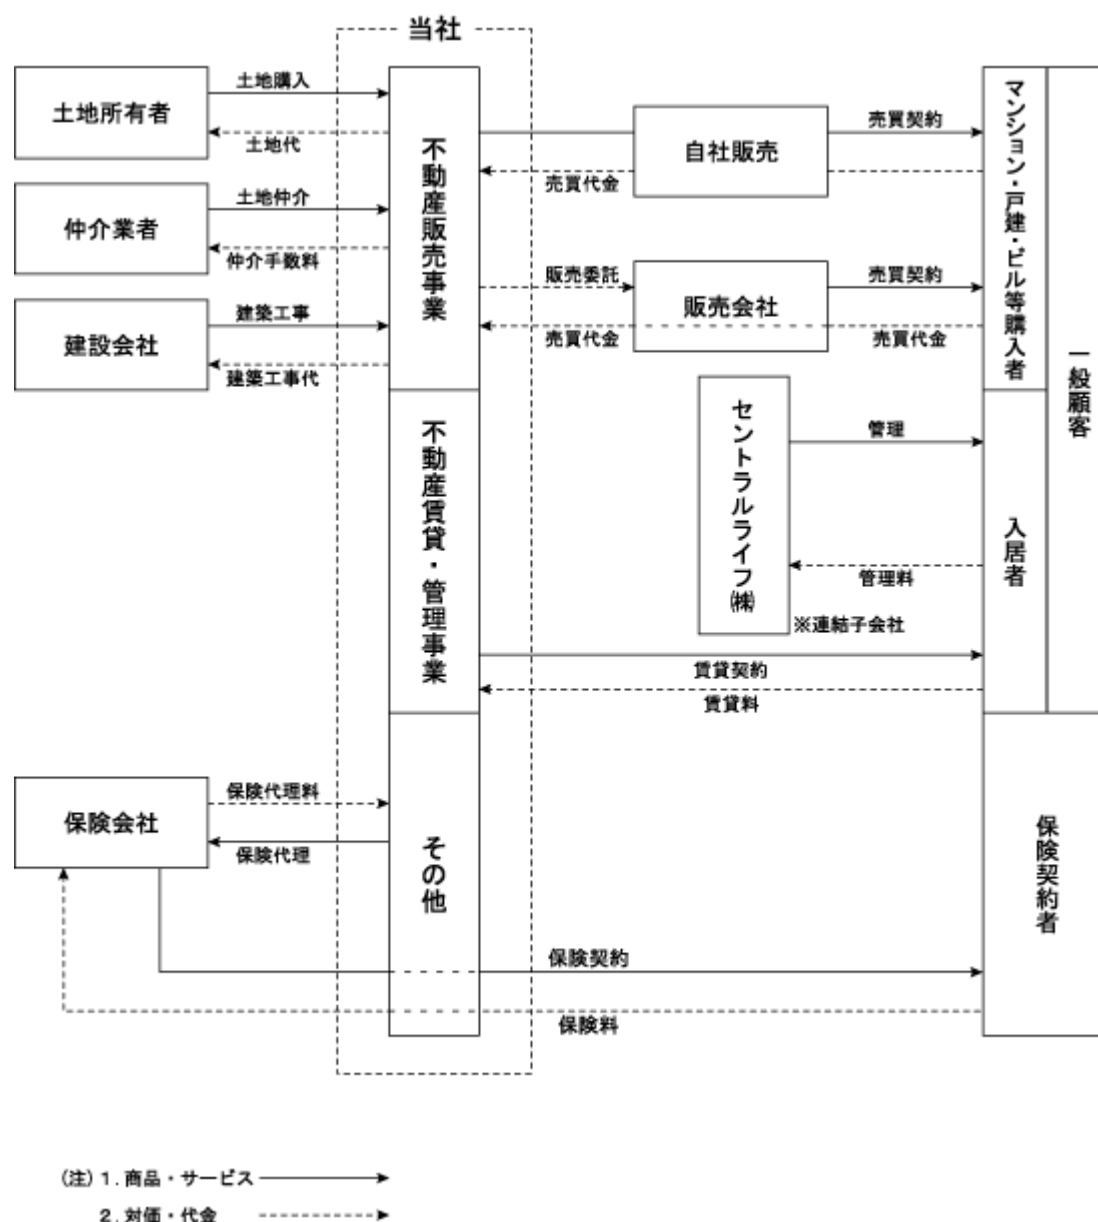 当社
土地所有者
土地購入
土地代
仲介業者
土地仲介
仲介手数料
建設会社
建築工事
建築工事代
不動産販売事業
自社販売
売買契約
売買代金
販売委託
販売会社
売買契約
売買代金
売買代金
マンション・戸建・ビル等購入者
一般顧客
不動産賃貸・管理事業
セントラルライフ㈱
※連結子会社
管理
管理料
入居者
賃貸契約
賃貸料
保険会社
保険代理料
保険代理
その他
保険契約者
保険契約
保険料
(注) 1. 商品・サービス
2. 対価・代金